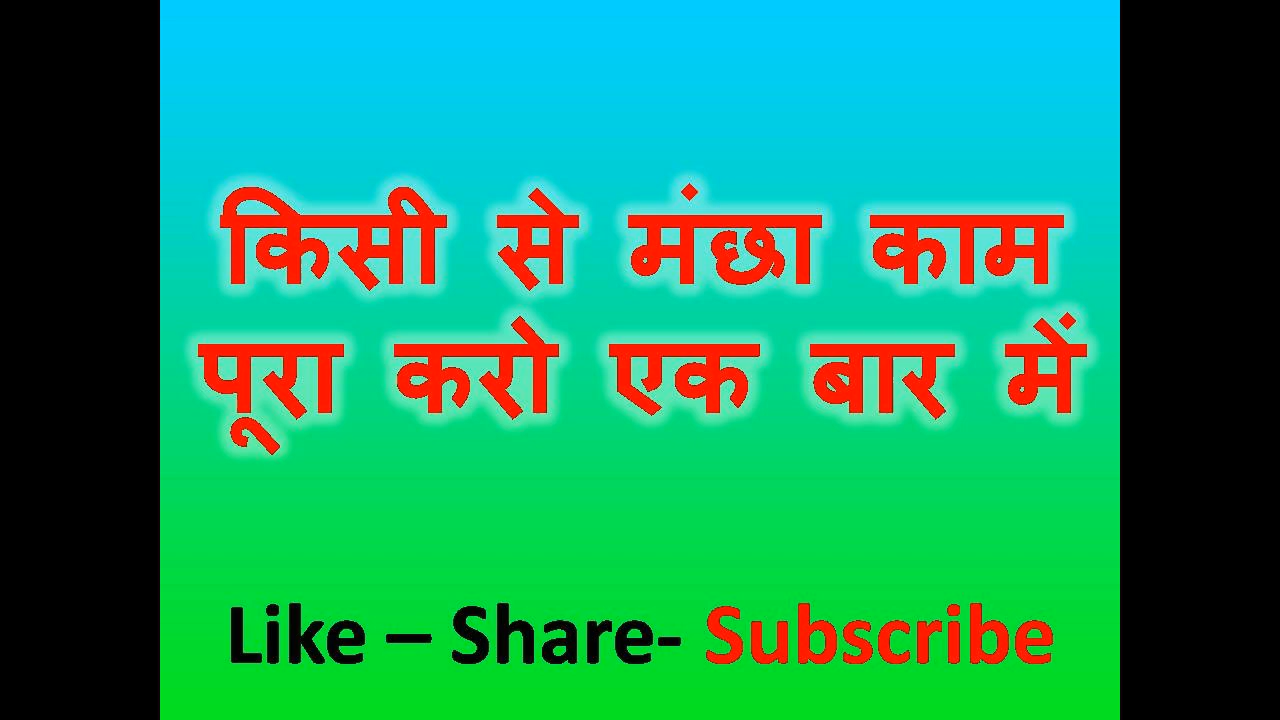 किसी से मंछा काम
पूरा करो एक बार में
Like – Share- Subscribe